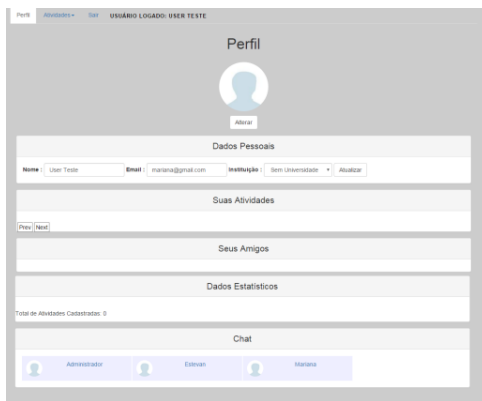 Perfil Atividades Sair USUÁRIO LOGADO: USER TESTE
Perfil
Alterar
Dados Pessoais
Nome : User Teste Email : mariana@gmail.com Instituição : Sem Universidade Atualizar
Suas Atividades
Prev Next
Seus Amigos
Dados Estatísticos
Total de Atividades Cadastradas: 0
Chat
Administrador Estevan Mariana